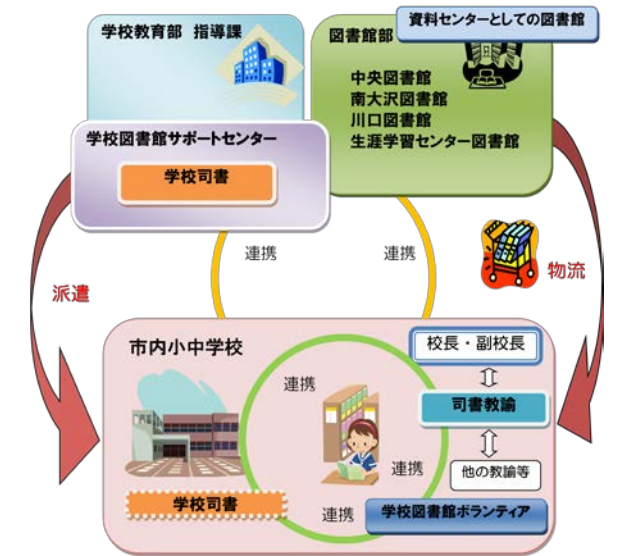 学校教育部 指導課
資料センターとしての図書館
図書館部
中央図書館
南大沢図書館
川口図書館
生涯学習センター図書館
学校図書館サポートセンター
学校司書
連携
連携
派遣
物流
市内小中学校
校長・副校長
連携
司書教諭
連携
他の教諭等
学校司書
連携
学校図書館ボランティア